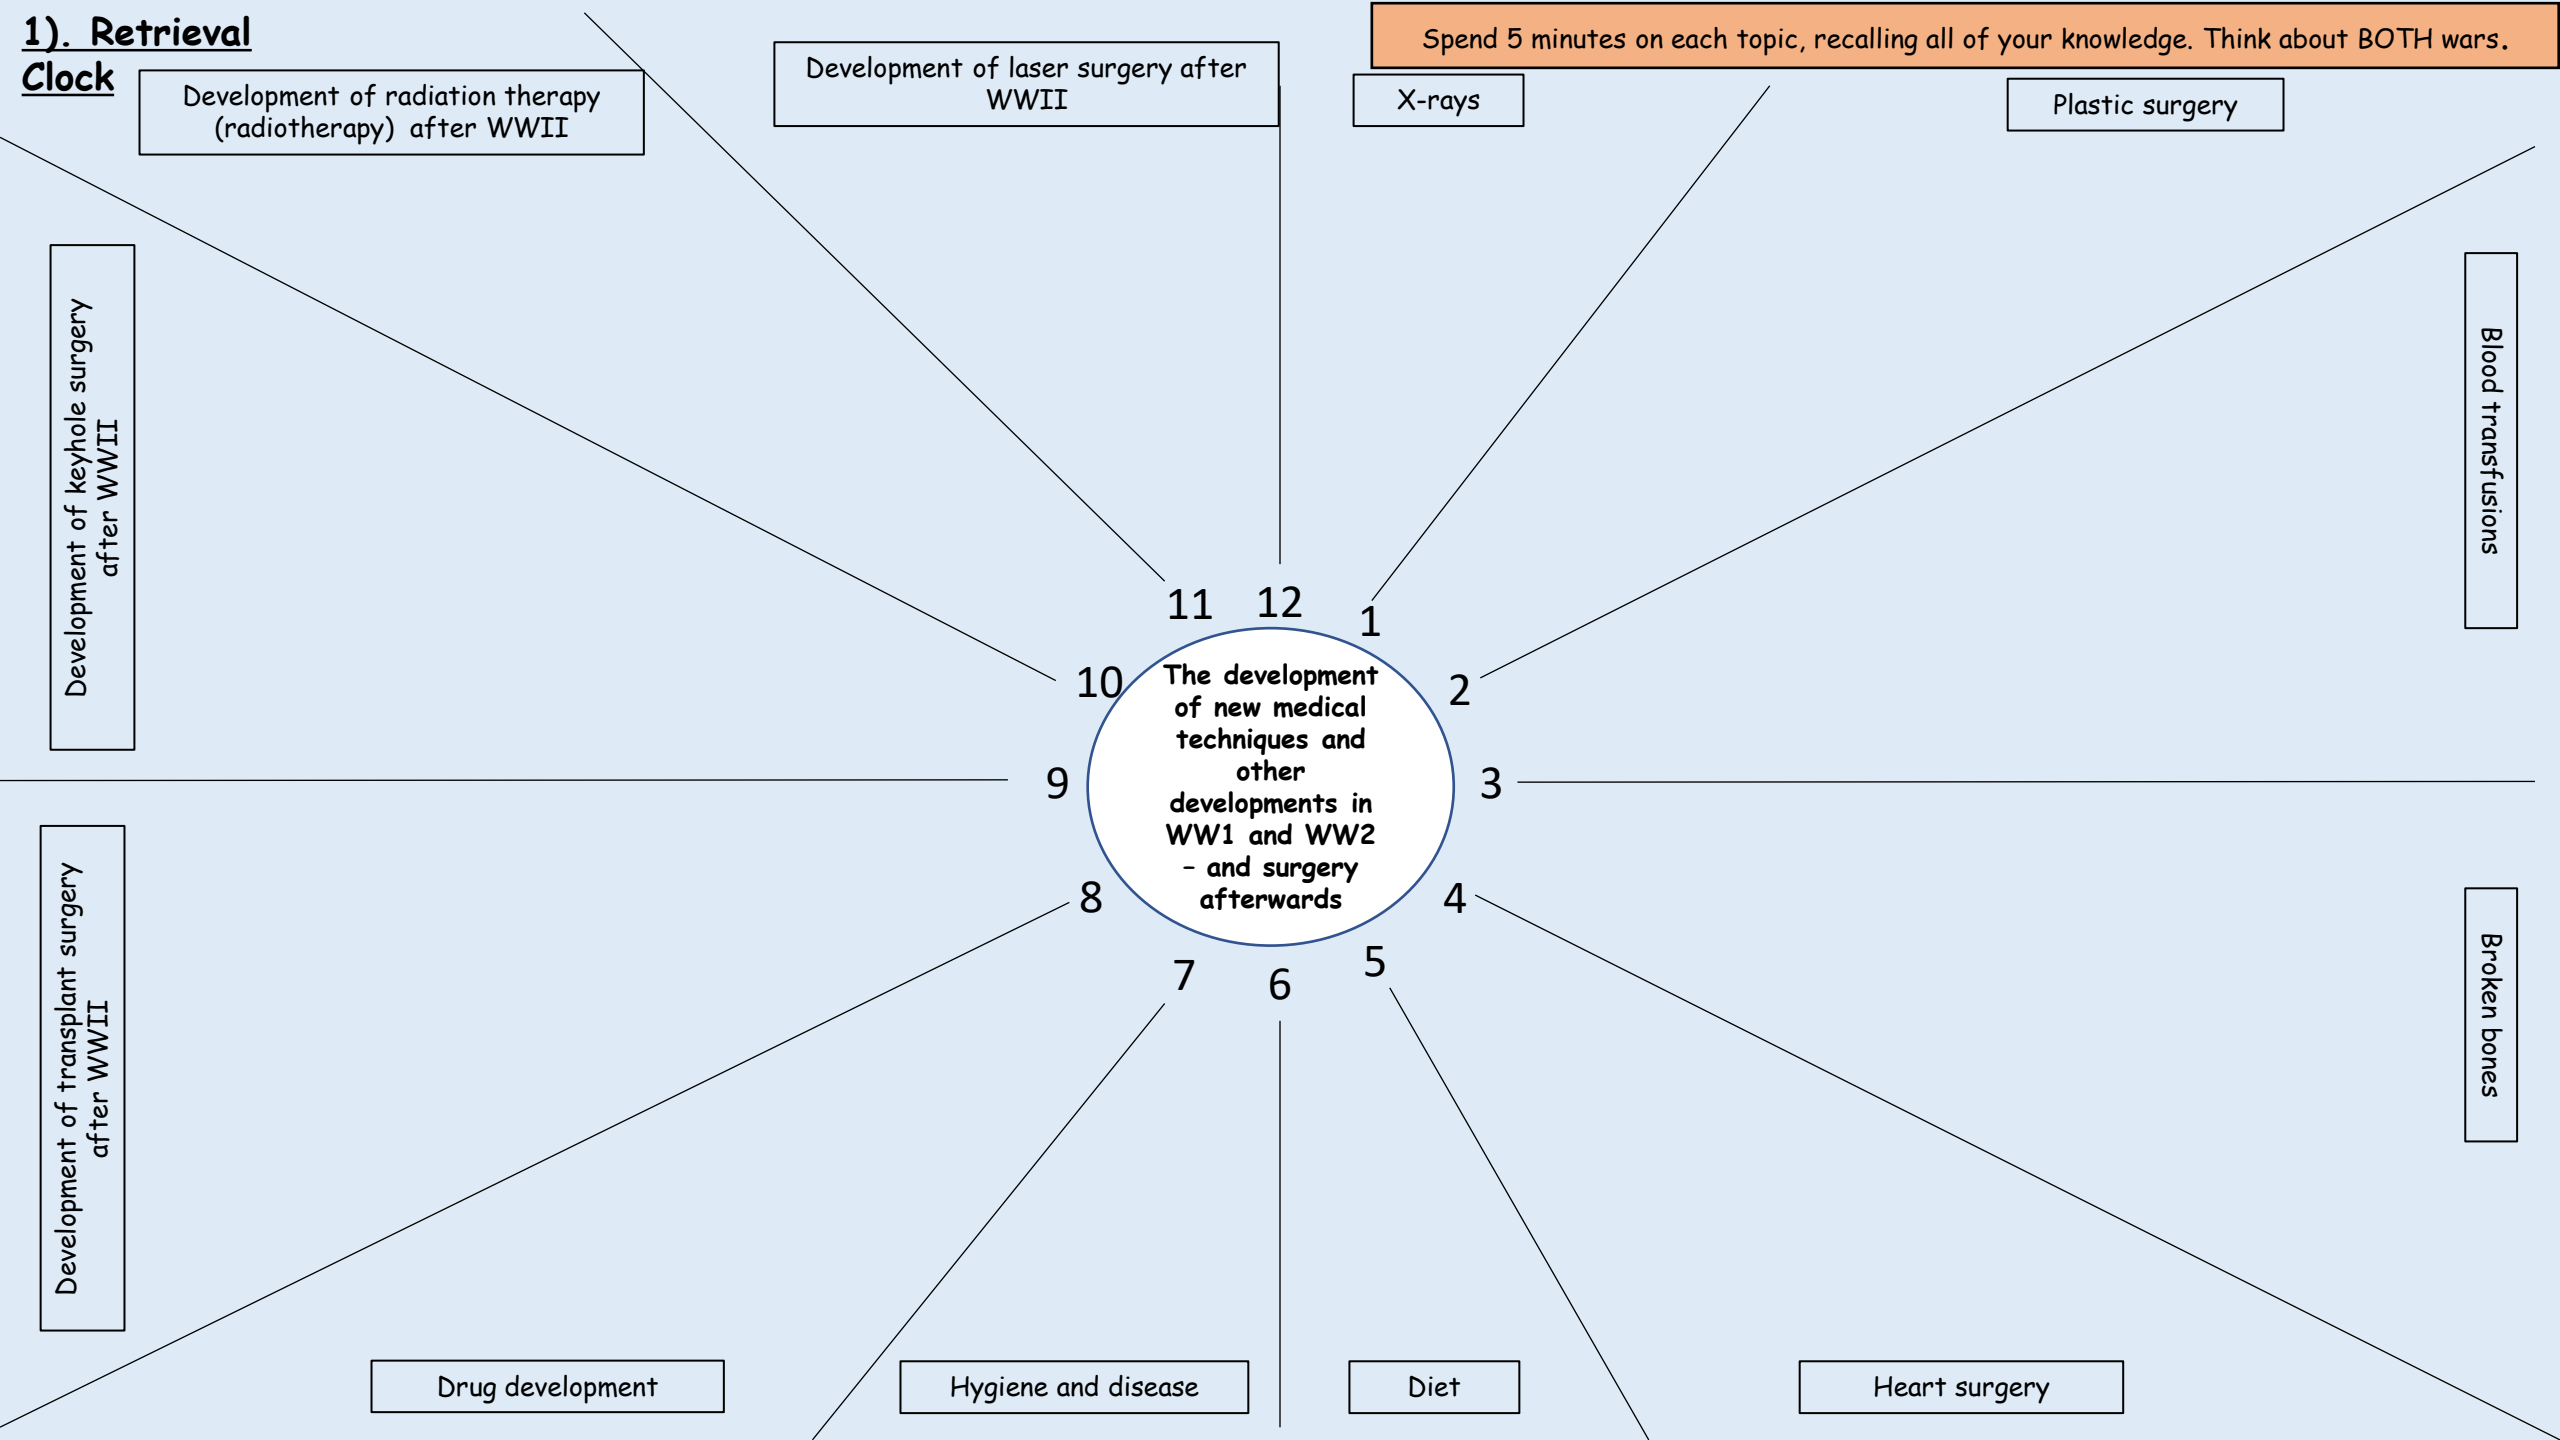 1). Retrieval
Clock
Spend 5 minutes on each topic, recalling all of your knowledge. Think about BOTH wars.
Development of radiation therapy
(radiotherapy) after WWII
Development of laser surgery after
WWII
X-rays
Plastic surgery
Blood transfusions
Broken bones
Heart surgery
Diet
Hygiene and disease
Drug development
Development of transplant surgery
after WWII
Development of keyhole surgery
after WWII
11
12
1
10
2
9
3
8
4
7
6
5
The development
of new medical
techniques and
other
developments in
WW1 and WW2
– and surgery
afterwards